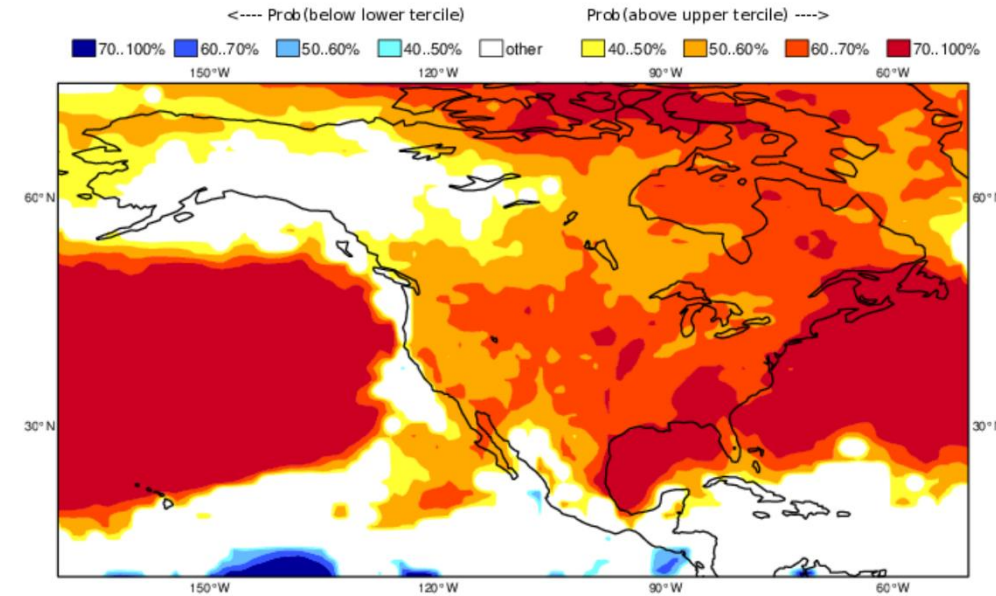 <---- Prob(below lower tercile) Prob(above upper tercile) ---->
70..100% 60..70% 50..60% 40..50% other 40..50% 50..60% 60..70% 70..100%
150°W 120°W 90°W 60°W
60°N 60°N
30°N 30°N
150°W 120°W 90°W 60°W